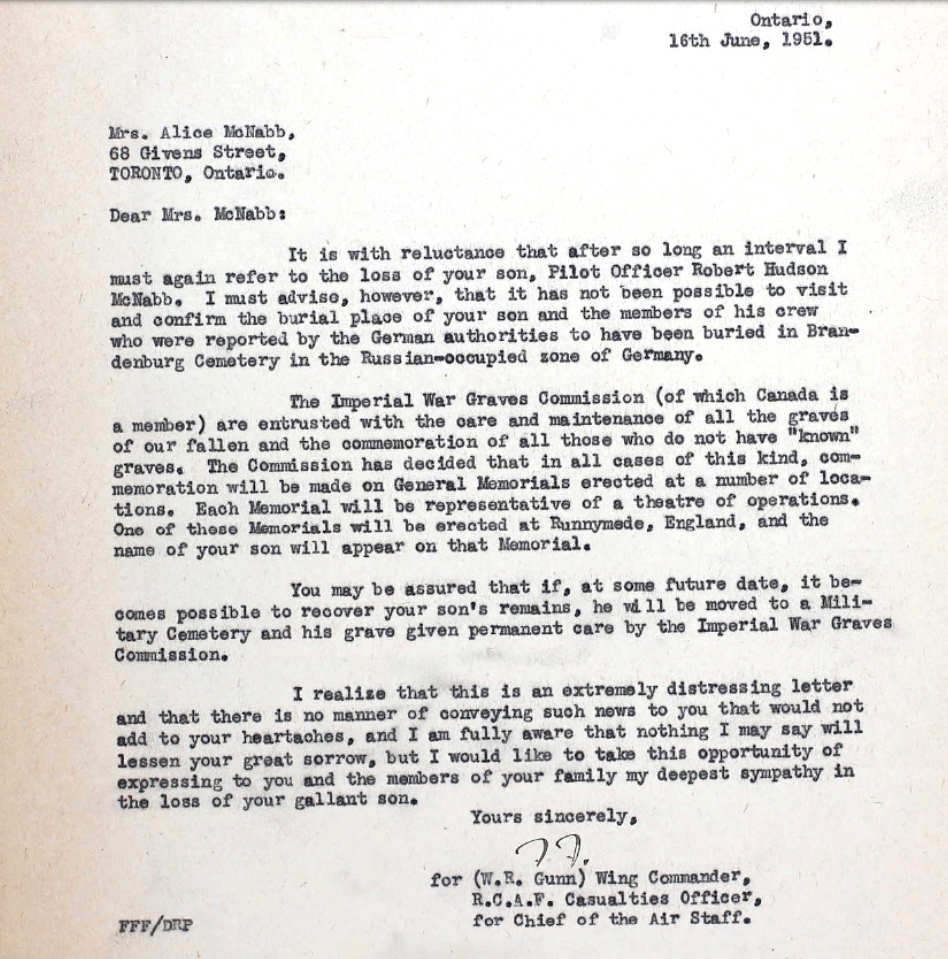 Ontario,
16th June, 1951.
Mrs. Alice McNabb,
68 Givens Street,
TORONTO, Ontario.
Dear Mrs. McNabb:
It is with reluctance that after so long an interval I
must again refer to the loss of your son, Pilot Officer Robert Hudson
McNabb. I must advise, however, that it has not been possible to visit
and confirm the burial place of your son and the members of his crew
who were reported by the German authorities to have been buried in Bran-
denburg Cemetery in the Russian-occupied zone of Germany.
The Imperial War Graves Commission (of which Canada is
a member) are entrusted with the care and maintenance of all the graves
of our fallen and the commemoration of all those who do not have "known"
graves. The Commission has decided that in all cases of this kind, com-
memoration will be made on General Memorials erected at a number of loca-
tions. Each Memorial will be representative of a theatre of operations.
One of these Memorials will be erected at Runnymede, England, and the
name of your son will appear on that Memorial.
You may be assured that if, at some future date, it be-
comes possible to recover your son's remains, he will be moved to a Mili-
tary Cemetery and his grave given permanent care by the Imperial War Graves
Commission.
I realize that this is an extremely distressing letter
and that there is no manner of conveying such news to you that would not
add to your heartaches, and I am fully aware that nothing I may say will
lessen your great sorrow, but I would like to take this opportunity of
expressing to you and the members of your family my deepest sympathy in
the loss of your gallant son.
Yours sincerely,
for (W.R. Gunn) Wing Commander,
R.C.A.F. Casualties Officer,
for Chief of the Air Staff.
FFF/DRP